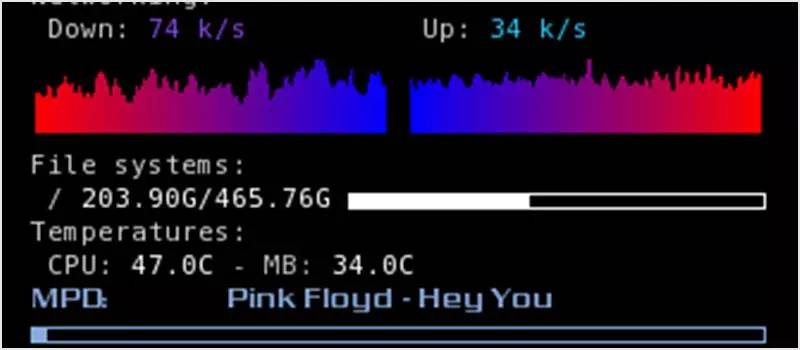 Networking:
Down: 74 k/s Up: 34 k/s
File systems:
/ 203.90G/465.76G
Temperatures:
CPU: 47.0C - MB: 34.0C
MPD: Pink Floyd - Hey You